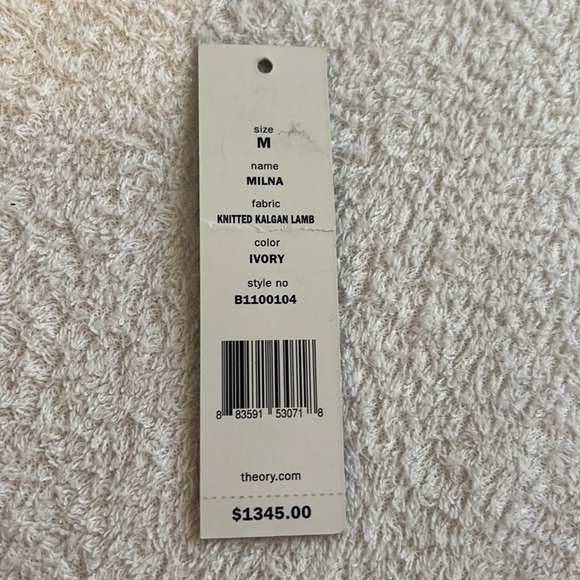 size
M
name
MILNA
fabric
KNITTED KALGAN LAMB
color
IVORY
style no
B1100104
8 83591 53071 8
theory.com
$1345.00